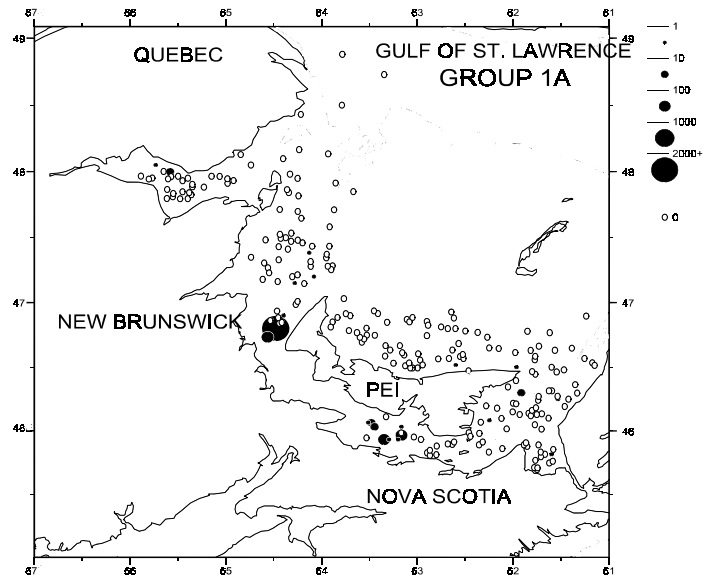 67 66 65 64 63 62 61
49 49
QUEBEC
GULF OF ST. LAWRENCE
GROUP 1A
1
10
100
1000
2000+
0
48 48
47 47
NEW BRUNSWICK
PEI
46 46
NOVA SCOTIA
67 66 65 64 63 62 61